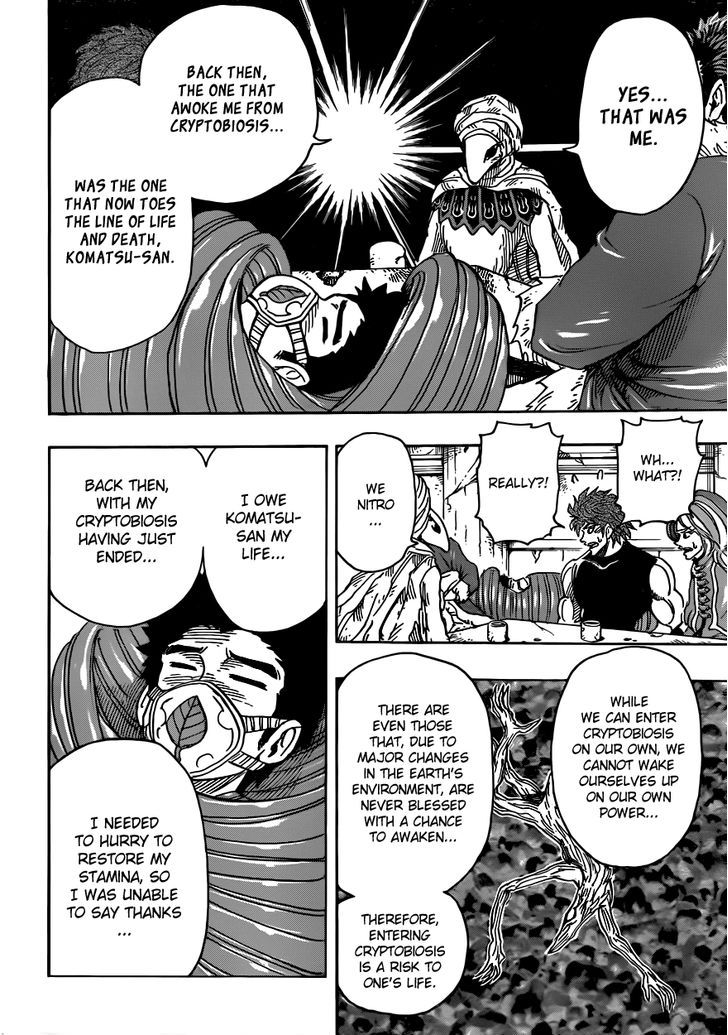 YES...
THAT WAS
ME.
BACK THEN,
THE ONE THAT
AWOKE ME FROM
CRYPTOBIOSIS...
WAS THE ONE
THAT NOW TOES
THE LINE OF LIFE
AND DEATH,
KOMATSU-SAN.
WH...
WHAT?!
REALLY?!
WE
NITRO
...
WHILE
WE CAN ENTER
CRYPTOBIOSIS
ON OUR OWN, WE
CANNOT WAKE
OURSELVES UP
ON OUR OWN
POWER...
THERE ARE
EVEN THOSE
THAT, DUE TO
MAJOR CHANGES
IN THE EARTH'S
ENVIRONMENT, ARE
NEVER BLESSED
WITH A CHANCE
TO AWAKEN...
THEREFORE,
ENTERING
CRYPTOBIOSIS
IS A RISK TO
ONE'S LIFE.
I OWE
KOMATSU-
SAN MY
LIFE...
BACK THEN,
WITH MY
CRYPTOBIOSIS
HAVING JUST
ENDED...
I NEEDED
TO HURRY TO
RESTORE MY
STAMINA, SO
I WAS UNABLE
TO SAY THANKS
...